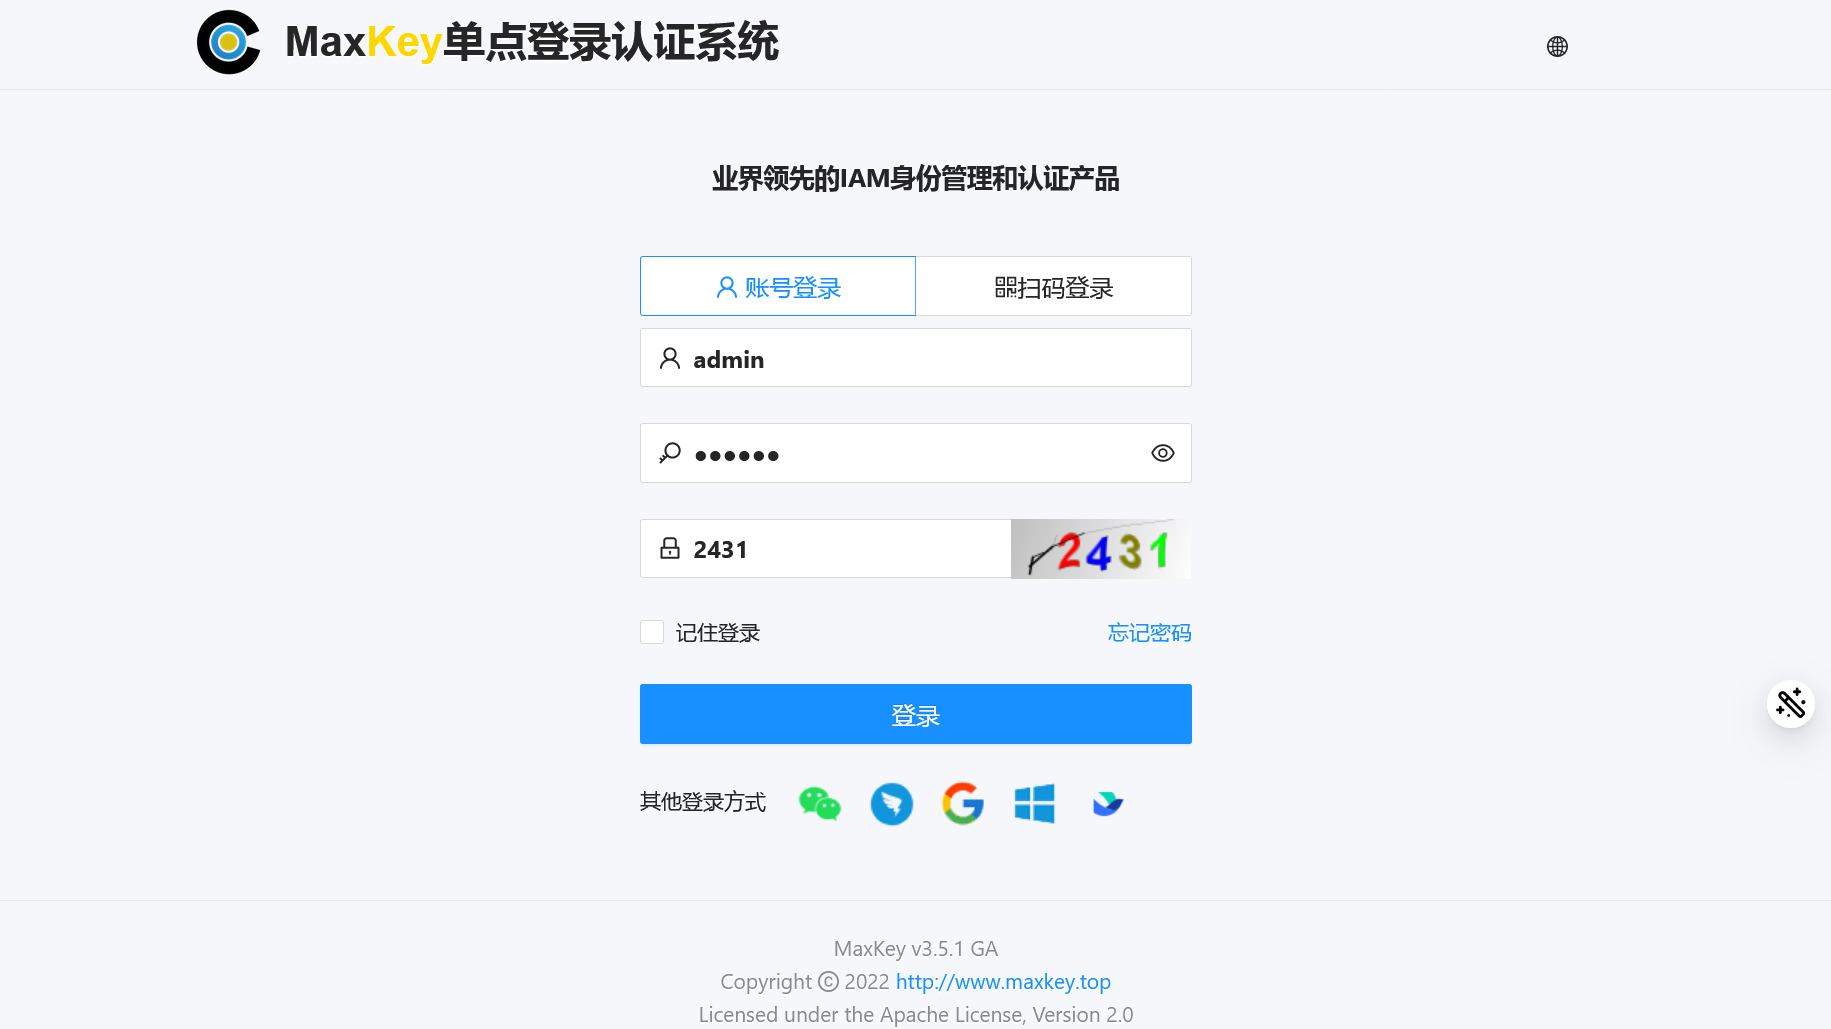 MaxKey单点登录认证系统
业界领先的IAM身份管理和认证产品
账号登录 扫码登录
admin
●●●●●●
2431 2431
记住登录 忘记密码
登录
其他登录方式
MaxKey v3.5.1 GA
Copyright © 2022 http://www.maxkey.top
Licensed under the Apache License, Version 2.0